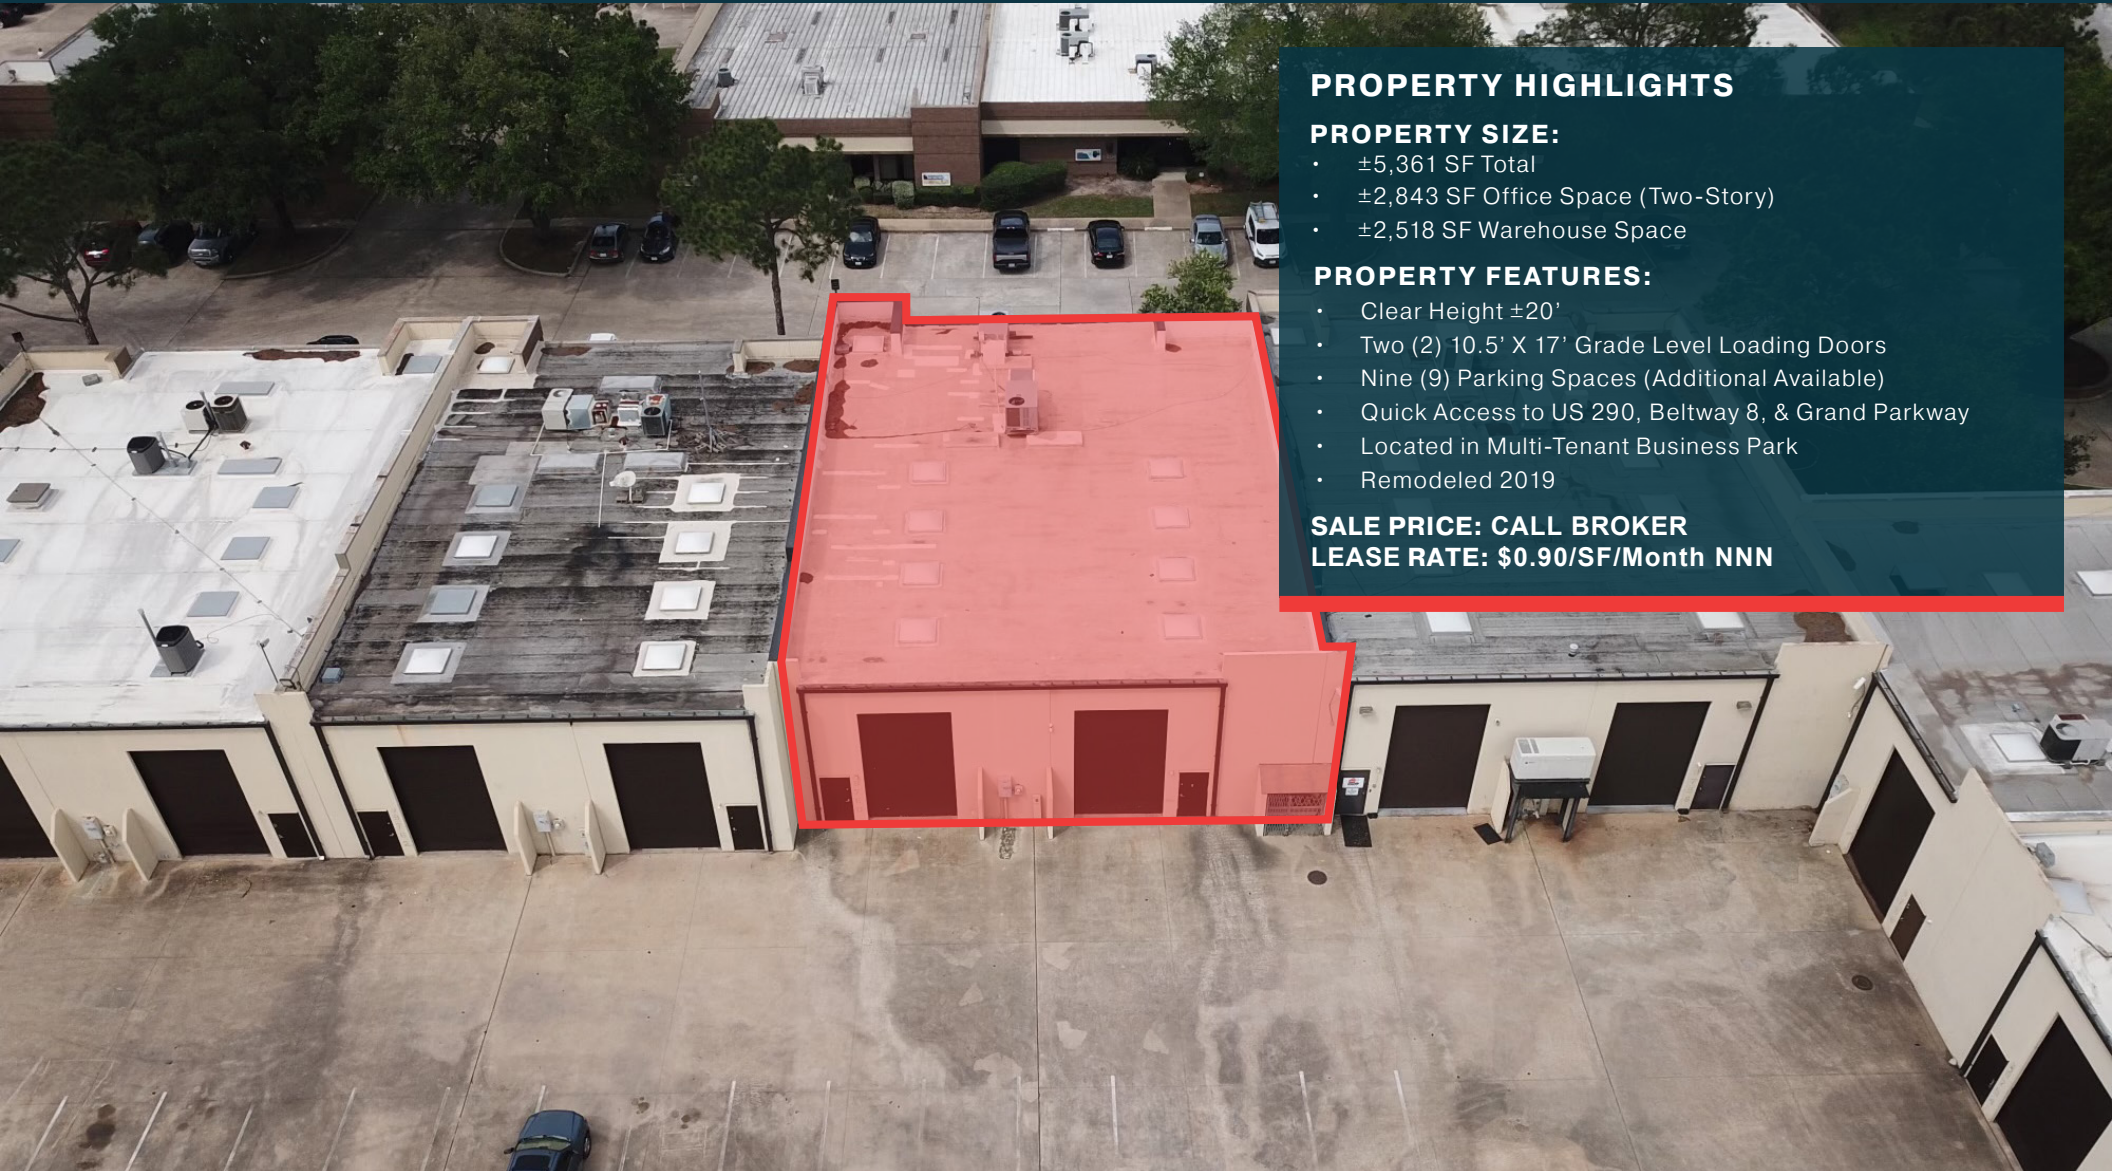 PROPERTY HIGHLIGHTS
PROPERTY SIZE:
• ±5,361 SF Total
• ±2,843 SF Office Space (Two-Story)
• ±2,518 SF Warehouse Space
PROPERTY FEATURES:
• Clear Height ±20’
• Two (2) 10.5’ X 17’ Grade Level Loading Doors
• Nine (9) Parking Spaces (Additional Available)
• Quick Access to US 290, Beltway 8, & Grand Parkway
• Located in Multi-Tenant Business Park
• Remodeled 2019
SALE PRICE: CALL BROKER
LEASE RATE: $0.90/SF/Month NNN